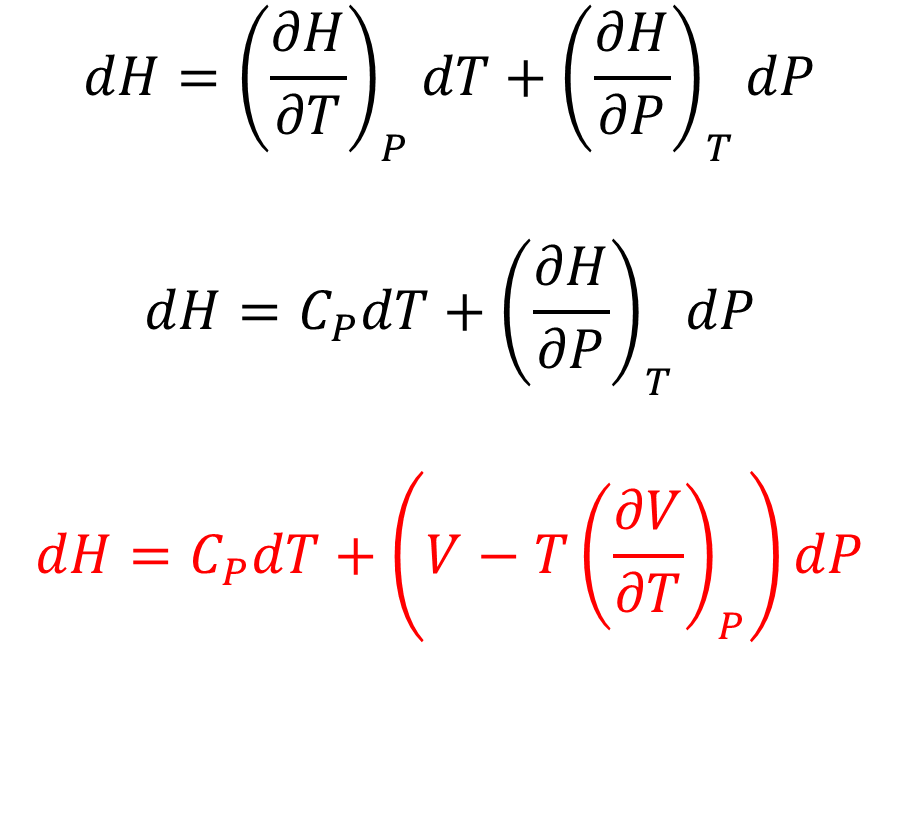 dH = (∂H/∂T)_P dT + (∂H/∂P)_T dP
dH = C_P dT + (∂H/∂P)_T dP
dH = C_P dT + (V − T(∂V/∂T)_P) dP